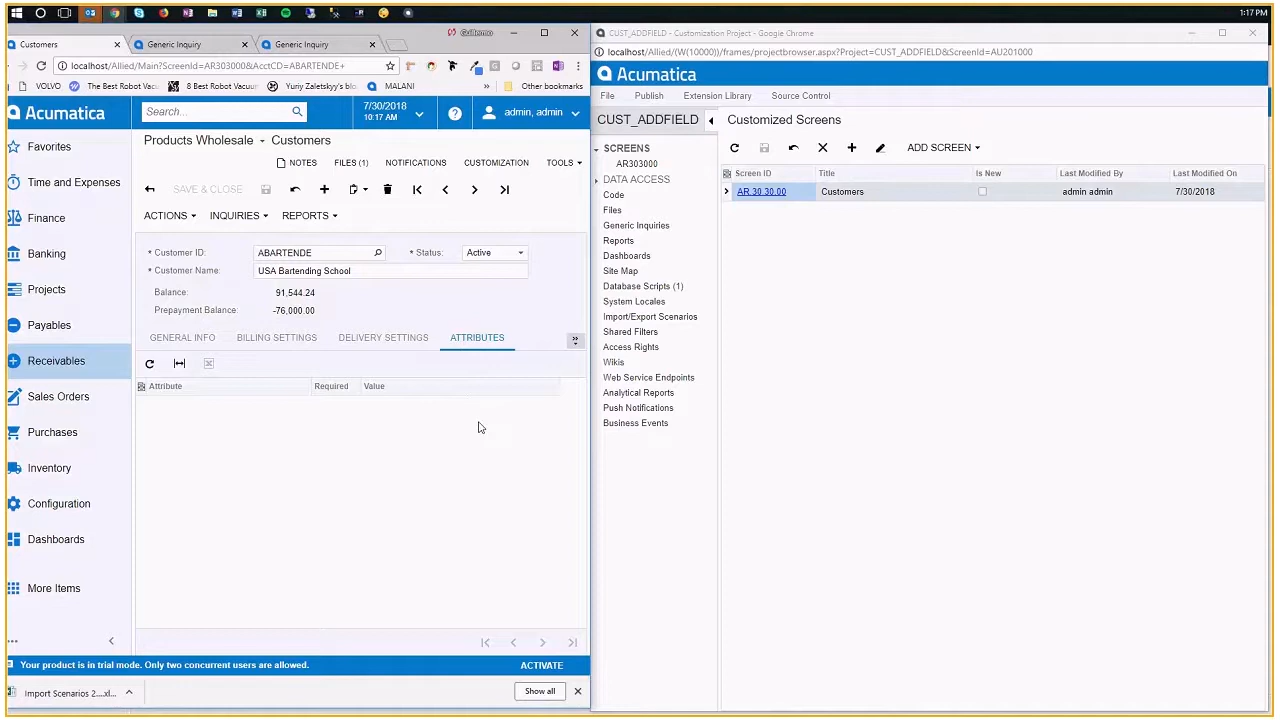 1:17 PM
Customers
Generic Inquiry
Generic Inquiry
Guillermo
localhost/Allied/Main?ScreenId=AR303000&AcctCD=ABARTENDE+
VOLVO
The Best Robot Vacuu
8 Best Robot Vacuum
Yuriy Zaletskyy's blo
MALANI
»
Other bookmarks
Acumatica
Search...
7/30/2018
10:17 AM
admin, admin
Favorites
Time and Expenses
Finance
Banking
Projects
Payables
Receivables
Sales Orders
Purchases
Inventory
Configuration
Dashboards
More Items
Products Wholesale
Customers
NOTES
FILES (1)
NOTIFICATIONS
CUSTOMIZATION
TOOLS
SAVE & CLOSE
ACTIONS
INQUIRIES
REPORTS
* Customer ID:
ABARTENDE
* Status:
Active
* Customer Name:
USA Bartending School
Balance:
91,544.24
Prepayment Balance:
-76,000.00
GENERAL INFO
BILLING SETTINGS
DELIVERY SETTINGS
ATTRIBUTES
Attribute
Required
Value
Your product is in trial mode. Only two concurrent users are allowed.
ACTIVATE
Import Scenarios 2....xl...
Show all
CUST_ADDFIELD - Customization Project - Google Chrome
localhost/Allied/(W(10000))/frames/projectbrowser.aspx?Project=CUST_ADDFIELD&ScreenId=AU201000
Acumatica
File
Publish
Extension Library
Source Control
CUST_ADDFIELD
SCREENS
AR303000
DATA ACCESS
Code
Files
Generic Inquiries
Reports
Dashboards
Site Map
Database Scripts (1)
System Locales
Import/Export Scenarios
Shared Filters
Access Rights
Wikis
Web Service Endpoints
Analytical Reports
Push Notifications
Business Events
Customized Screens
ADD SCREEN
Screen ID
Title
Is New
Last Modified By
Last Modified On
AR.30.30.00
Customers
admin admin
7/30/2018